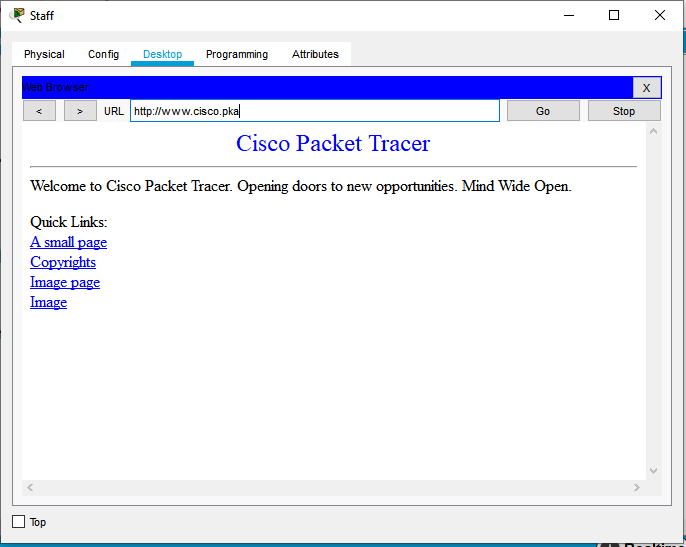 Staff
Physical Config Desktop Programming Attributes
Web Browser X
< > URL http://www.cisco.pka Go Stop
Cisco Packet Tracer
Welcome to Cisco Packet Tracer. Opening doors to new opportunities. Mind Wide Open.
Quick Links:
A small page
Copyrights
Image page
Image
Top
Realtime